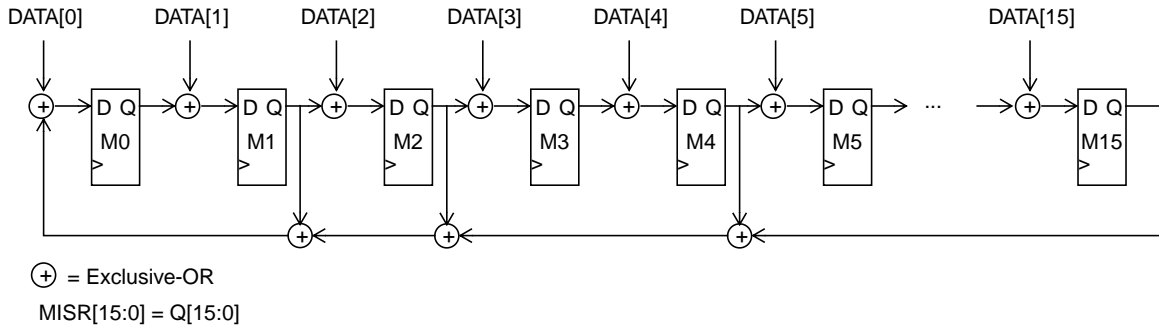 DATA[0] DATA[1] DATA[2] DATA[3] DATA[4] DATA[5] DATA[15]
+ D Q + D Q + D Q + D Q + D Q + D Q ... + D Q
M0 M1 M2 M3 M4 M5 M15
> > > > > > >
+ + +
+ = Exclusive-OR
MISR[15:0] = Q[15:0]